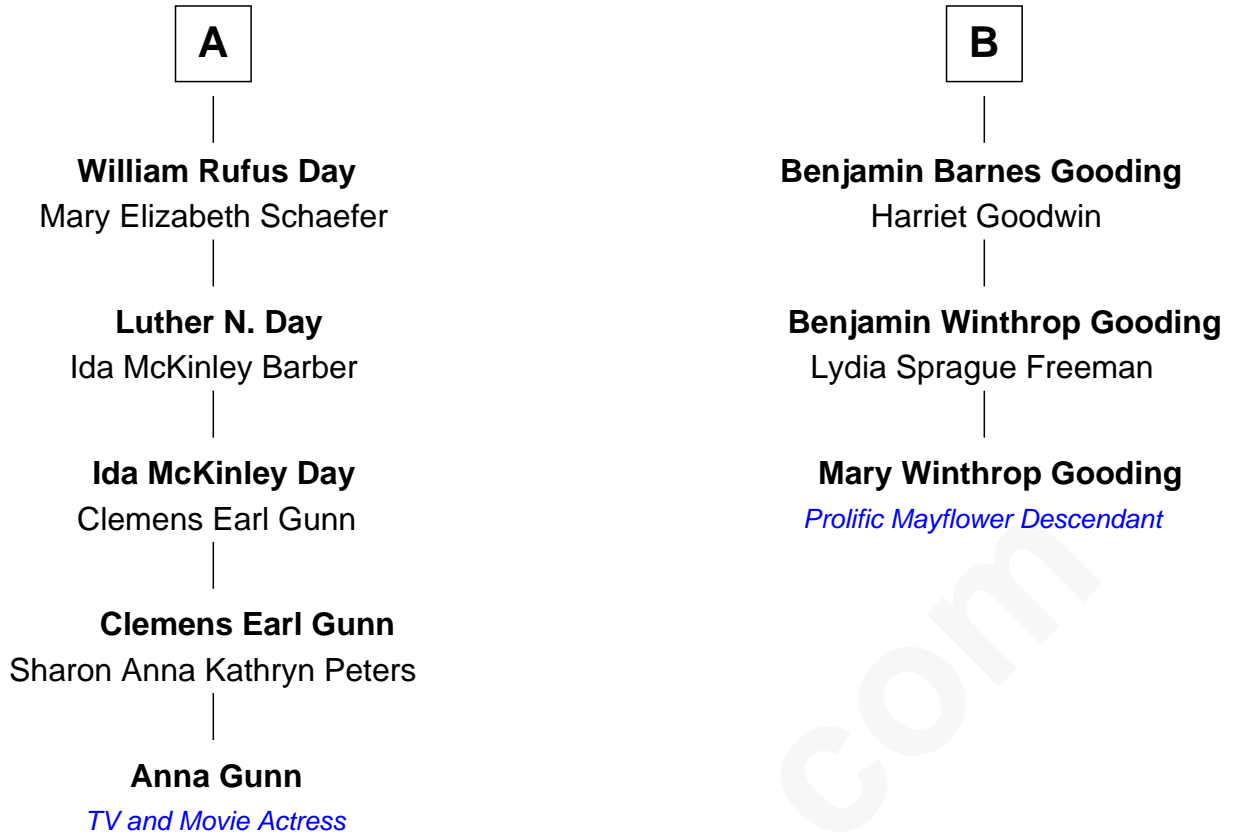 A
William Rufus Day
Mary Elizabeth Schaefer
Luther N. Day
Ida McKinley Barber
Ida McKinley Day
Clemens Earl Gunn
Clemens Earl Gunn
Sharon Anna Kathryn Peters
Anna Gunn
TV and Movie Actress
B
Benjamin Barnes Gooding
Harriet Goodwin
Benjamin Winthrop Gooding
Lydia Sprague Freeman
Mary Winthrop Gooding
Prolific Mayflower Descendant
com